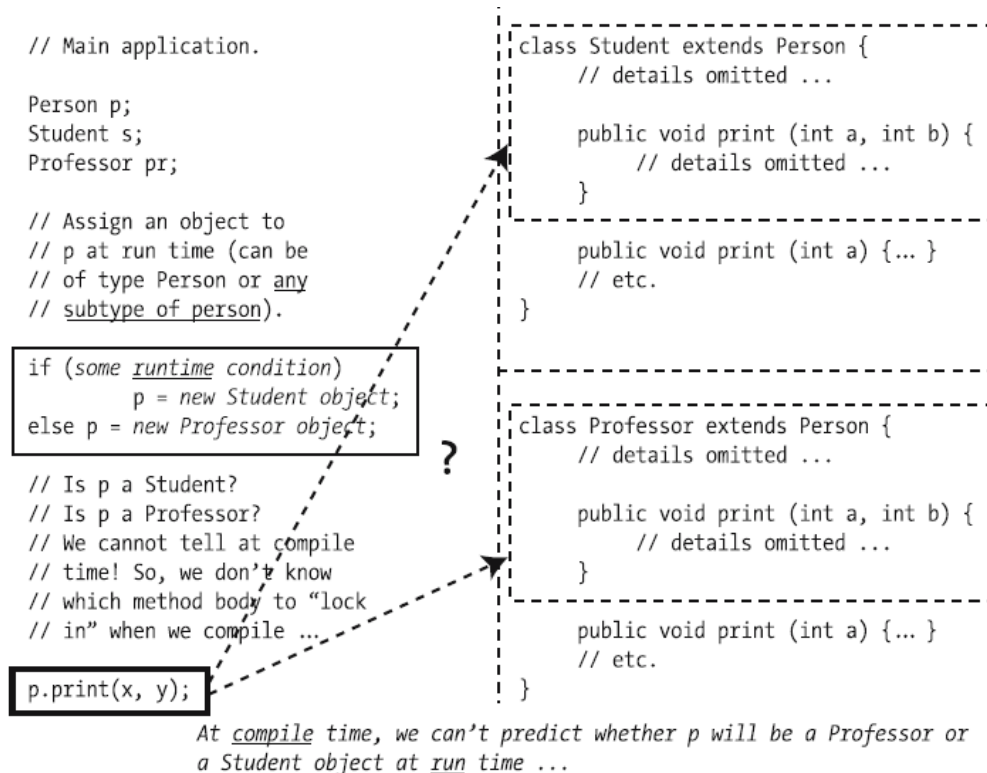 // Main application.
Person p;
Student s;
Professor pr;
// Assign an object to
// p at run time (can be
// of type Person or any
// subtype of person).
if (some runtime condition)
p = new Student object;
else p = new Professor object;
// Is p a Student?
// Is p a Professor?
// We cannot tell at compile
// time! So, we don’t know
// which method body to “lock
// in” when we compile ...
p.print(x, y);
?
class Student extends Person {
// details omitted ...
public void print (int a, int b) {
// details omitted ...
}
public void print (int a) {... }
// etc.
}
class Professor extends Person {
// details omitted ...
public void print (int a, int b) {
// details omitted ...
}
public void print (int a) {... }
// etc.
}
At compile time, we can’t predict whether p will be a Professor or
a Student object at run time ...